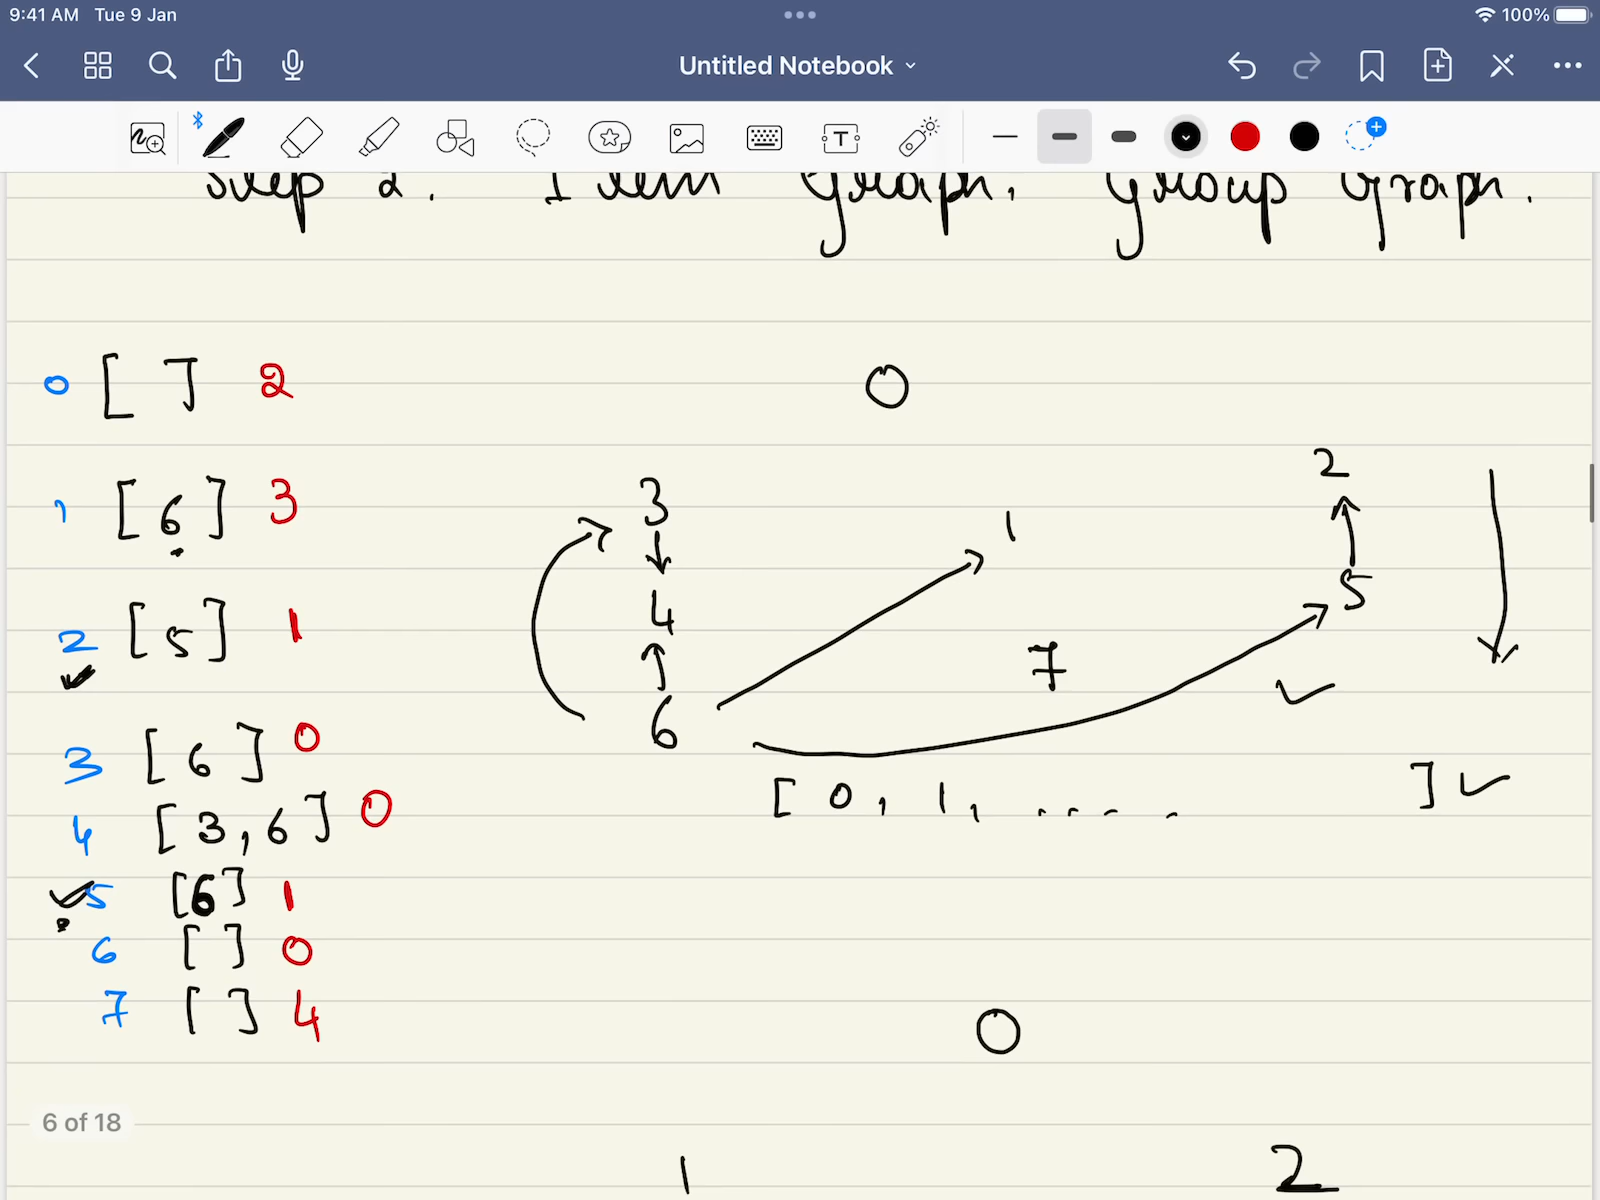 9:41 AM Tue 9 Jan
100%
Untitled Notebook
T
Step 2. Item Graph. Group Graph.
0 [ ] 2
0
2
1 [ 6 ] 3
3
1
2 [ 5 ] 1
4
5
7
3 [ 6 ] 0
6
[ 0, 1, ..... ]
4 [ 3, 6 ] 0
5 [6] 1
6 [ ] 0
7 [ ] 4
0
6 of 18
1
2